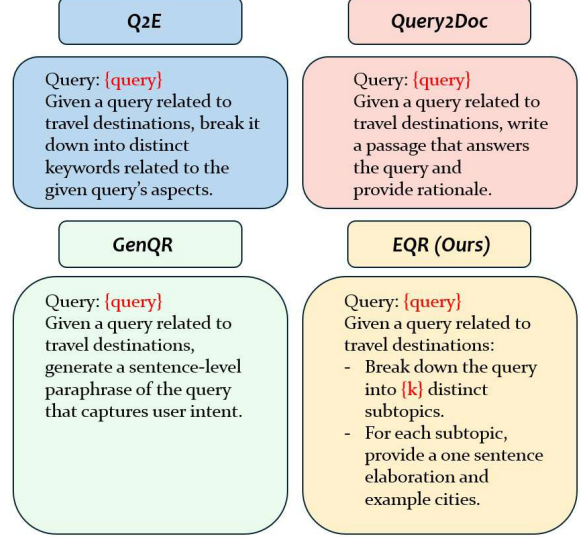 Q2E
Query: {query}
Given a query related to
travel destinations, break it
down into distinct
keywords related to the
given query's aspects.
Query2Doc
Query: {query}
Given a query related to
travel destinations, write
a passage that answers
the query and
provide rationale.
GenQR
Query: {query}
Given a query related to
travel destinations,
generate a sentence-level
paraphrase of the query
that captures user intent.
EQR (Ours)
Query: {query}
Given a query related to
travel destinations:
- Break down the query
into {k} distinct
subtopics.
- For each subtopic,
provide a one sentence
elaboration and
example cities.